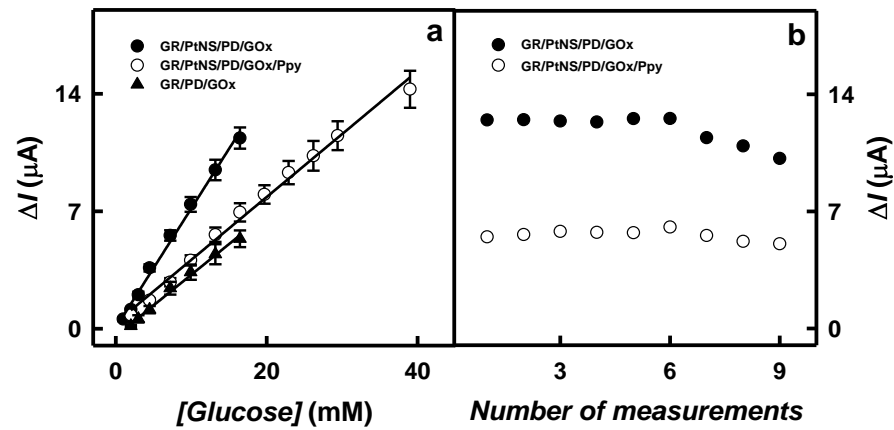 a
GR/PtNS/PD/GOx
GR/PtNS/PD/GOx/Ppy
GR/PD/GOx
14
7
0
ΔI (μA)
0
20
40
[Glucose] (mM)
b
GR/PtNS/PD/GOx
GR/PtNS/PD/GOx/Ppy
14
7
0
ΔI (μA)
3
6
9
Number of measurements